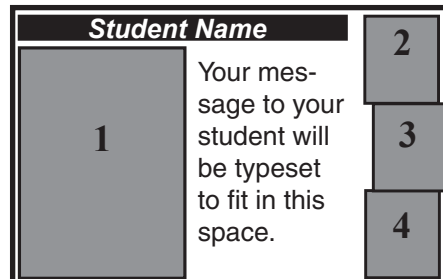 Student Name
1
Your mes-
sage to your
student will
be typeset
to fit in this
space.
2
3
4